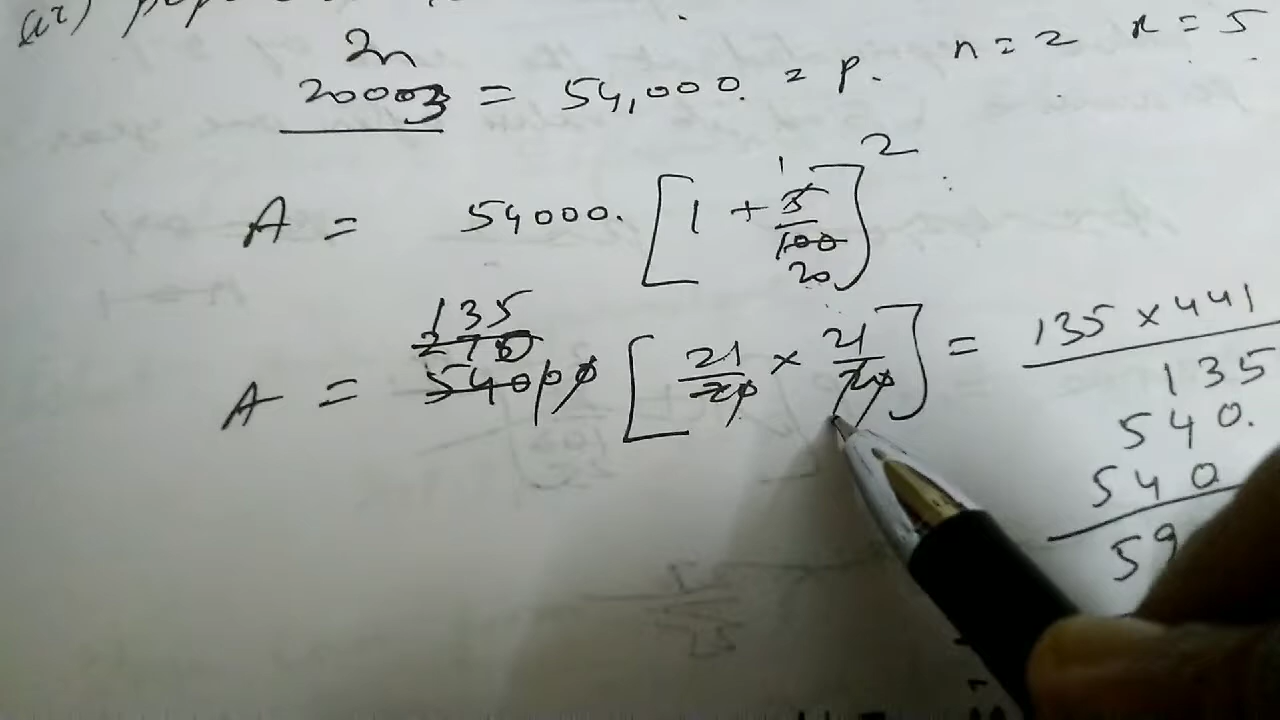 In
20003 = 54,000. = P. n = 2 r = 5
A = 54000. [1 + 5/100]² 1 20
135
270
A = 54000 [21/20 × 21/20] = 135 × 441
135
540.
540
59